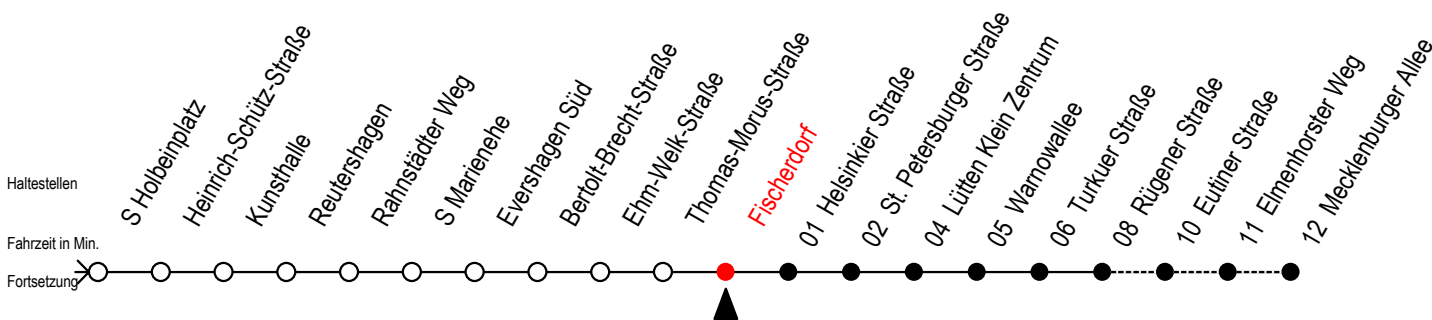 Haltestellen
Fahrzeit in Min.
Fortsetzung
S Holbeinplatz
Heinrich-Schütz-Straße
Kunsthalle
Reutershagen
Rahnstädter Weg
S Marienehe
Evershagen Süd
Bertolt-Brecht-Straße
Ehm-Welk-Straße
Thomas-Morus-Straße
Fischerdorf
01 Helsinkier Straße
02 St. Petersburger Straße
04 Lütten Klein Zentrum
05 Warnowallee
06 Turkuer Straße
08 Rügener Straße
10 Eutiner Straße
11 Elmenhorster Weg
12 Mecklenburger Allee